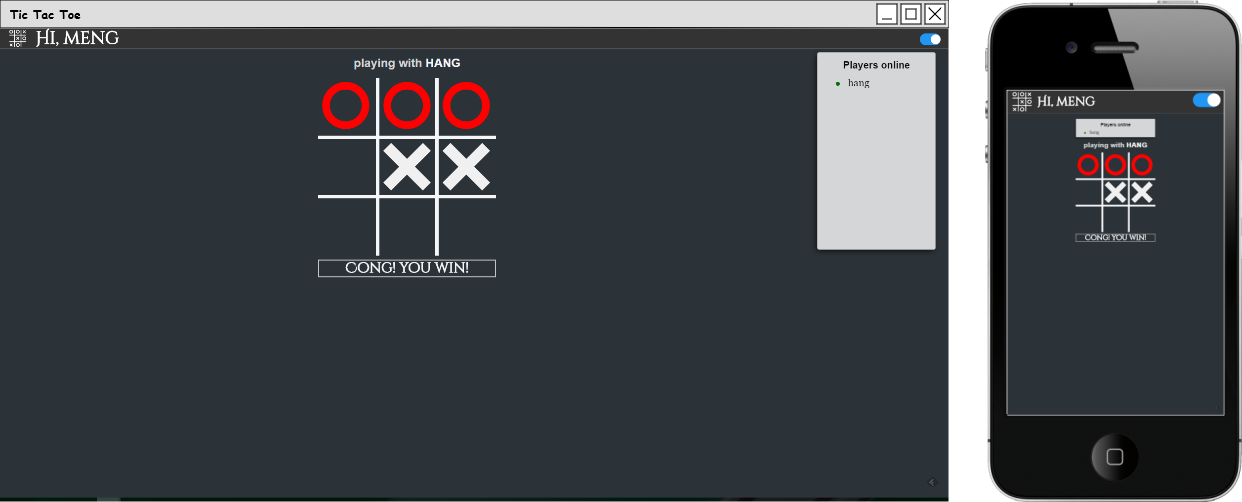 Tic Tac Toe
Hi, MENG
playing with HANG
Players online
hang
CONG! YOU WIN!
Hi, MENG
Players online
hang
playing with HANG
CONG! YOU WIN!